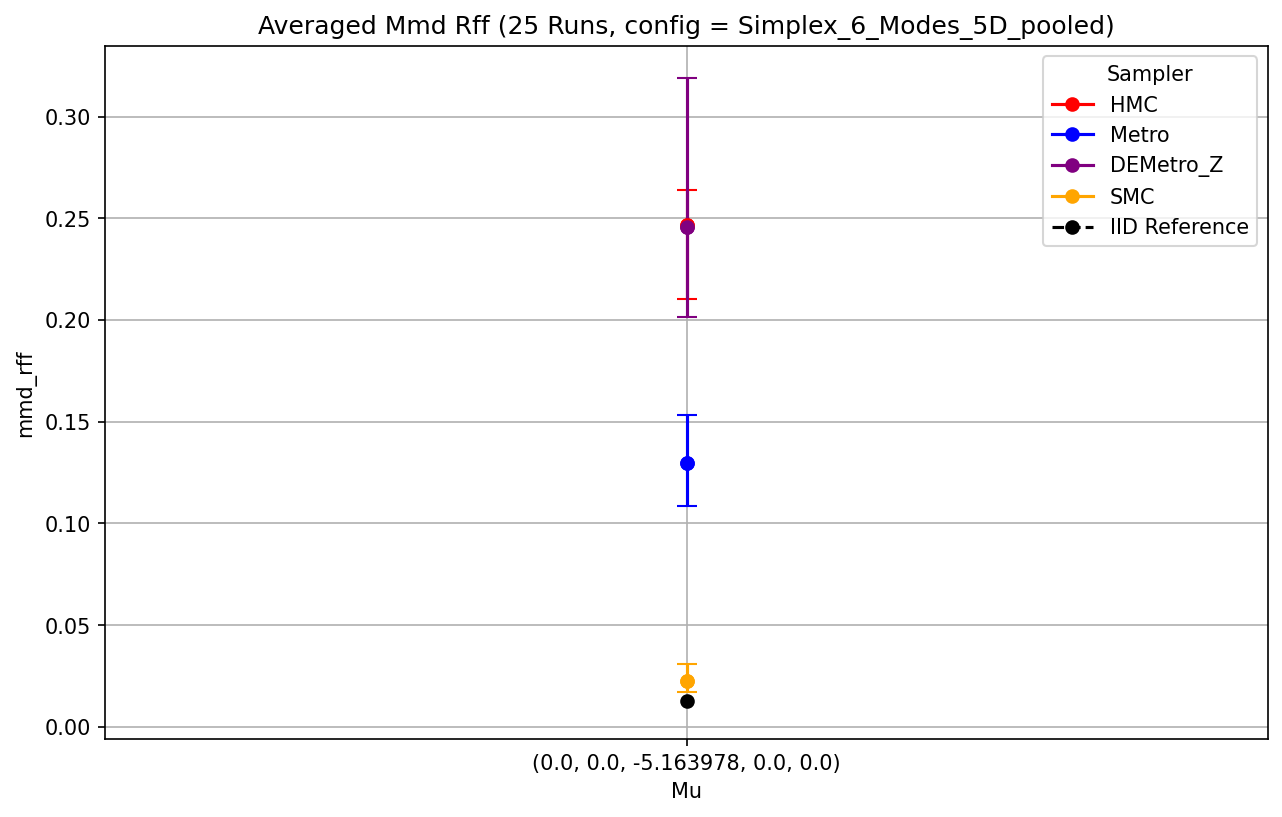 Averaged Mmd Rff (25 Runs, config = Simplex_6_Modes_5D_pooled)
Sampler
HMC
Metro
DEMetro_Z
SMC
IID Reference
mmd_rff
0.30
0.25
0.20
0.15
0.10
0.05
0.00
(0.0, 0.0, -5.163978, 0.0, 0.0)
Mu